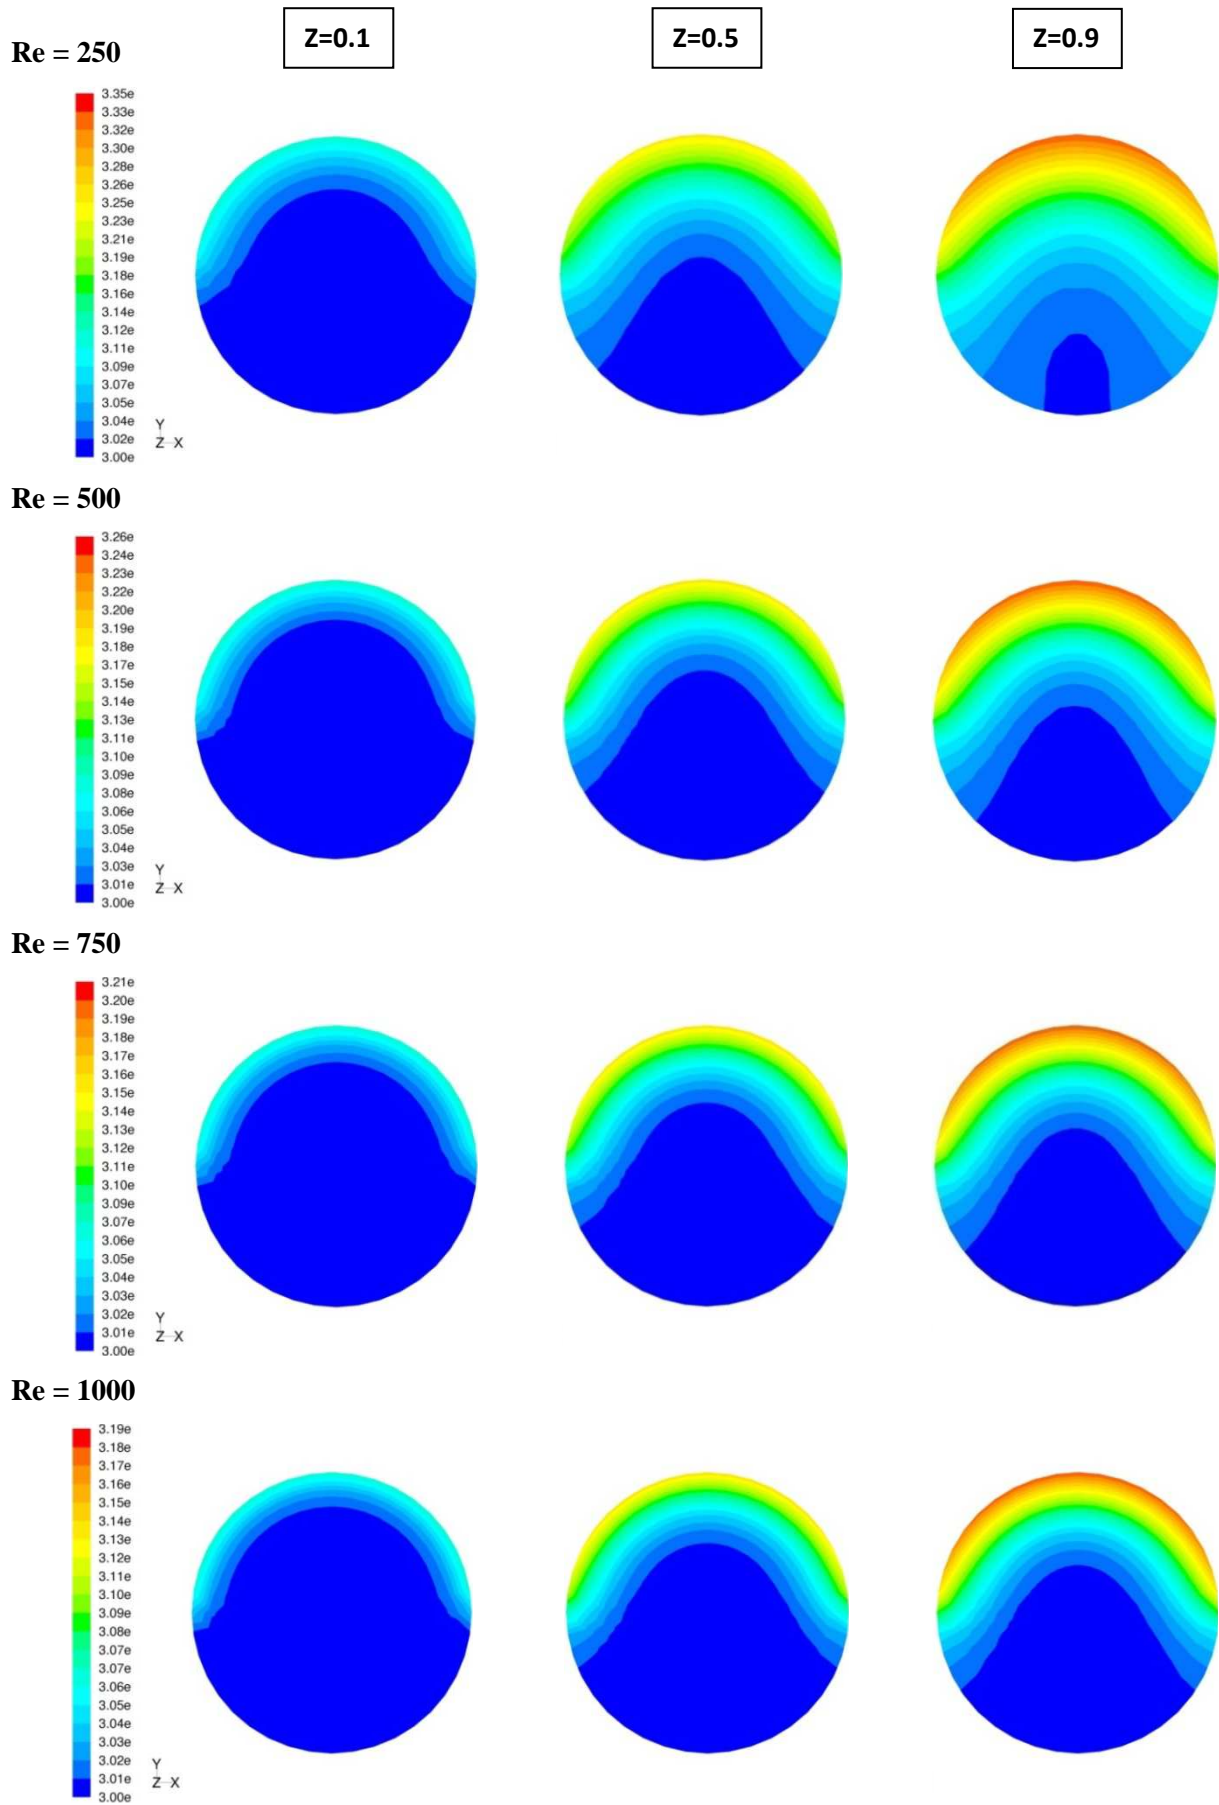 Z=0.1 Z=0.5 Z=0.9
Re = 250
3.35e
3.33e
3.32e
3.30e
3.28e
3.26e
3.25e
3.23e
3.21e
3.19e
3.18e
3.16e
3.14e
3.12e
3.11e
3.09e
3.07e
3.05e
3.04e
3.02e
3.00e
Y
Z X
Re = 500
3.26e
3.24e
3.23e
3.22e
3.20e
3.19e
3.18e
3.17e
3.15e
3.14e
3.13e
3.11e
3.10e
3.09e
3.08e
3.06e
3.05e
3.04e
3.03e
3.01e
3.00e
Y
Z X
Re = 750
3.21e
3.20e
3.19e
3.18e
3.17e
3.16e
3.15e
3.14e
3.13e
3.12e
3.11e
3.10e
3.09e
3.07e
3.06e
3.05e
3.04e
3.03e
3.02e
3.01e
3.00e
Y
Z X
Re = 1000
3.19e
3.18e
3.17e
3.16e
3.15e
3.14e
3.13e
3.12e
3.11e
3.10e
3.09e
3.08e
3.07e
3.07e
3.06e
3.04e
3.03e
3.02e
3.01e
3.00e
Y
Z X